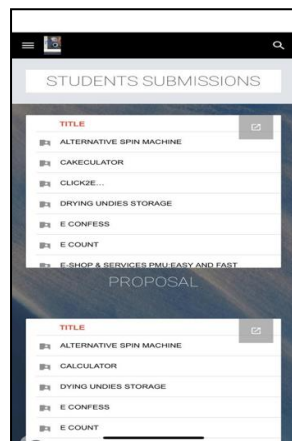 STUDENTS SUBMISSIONS
TITLE
ALTERNATIVE SPIN MACHINE
CAKECULATOR
CLICK2E...
DRYING UNDIES STORAGE
E CONFESS
E COUNT
E-SHOP & SERVICES PMU:EASY AND FAST
PROPOSAL
TITLE
ALTERNATIVE SPIN MACHINE
CALCULATOR
DYING UNDIES STORAGE
E CONFESS
E COUNT